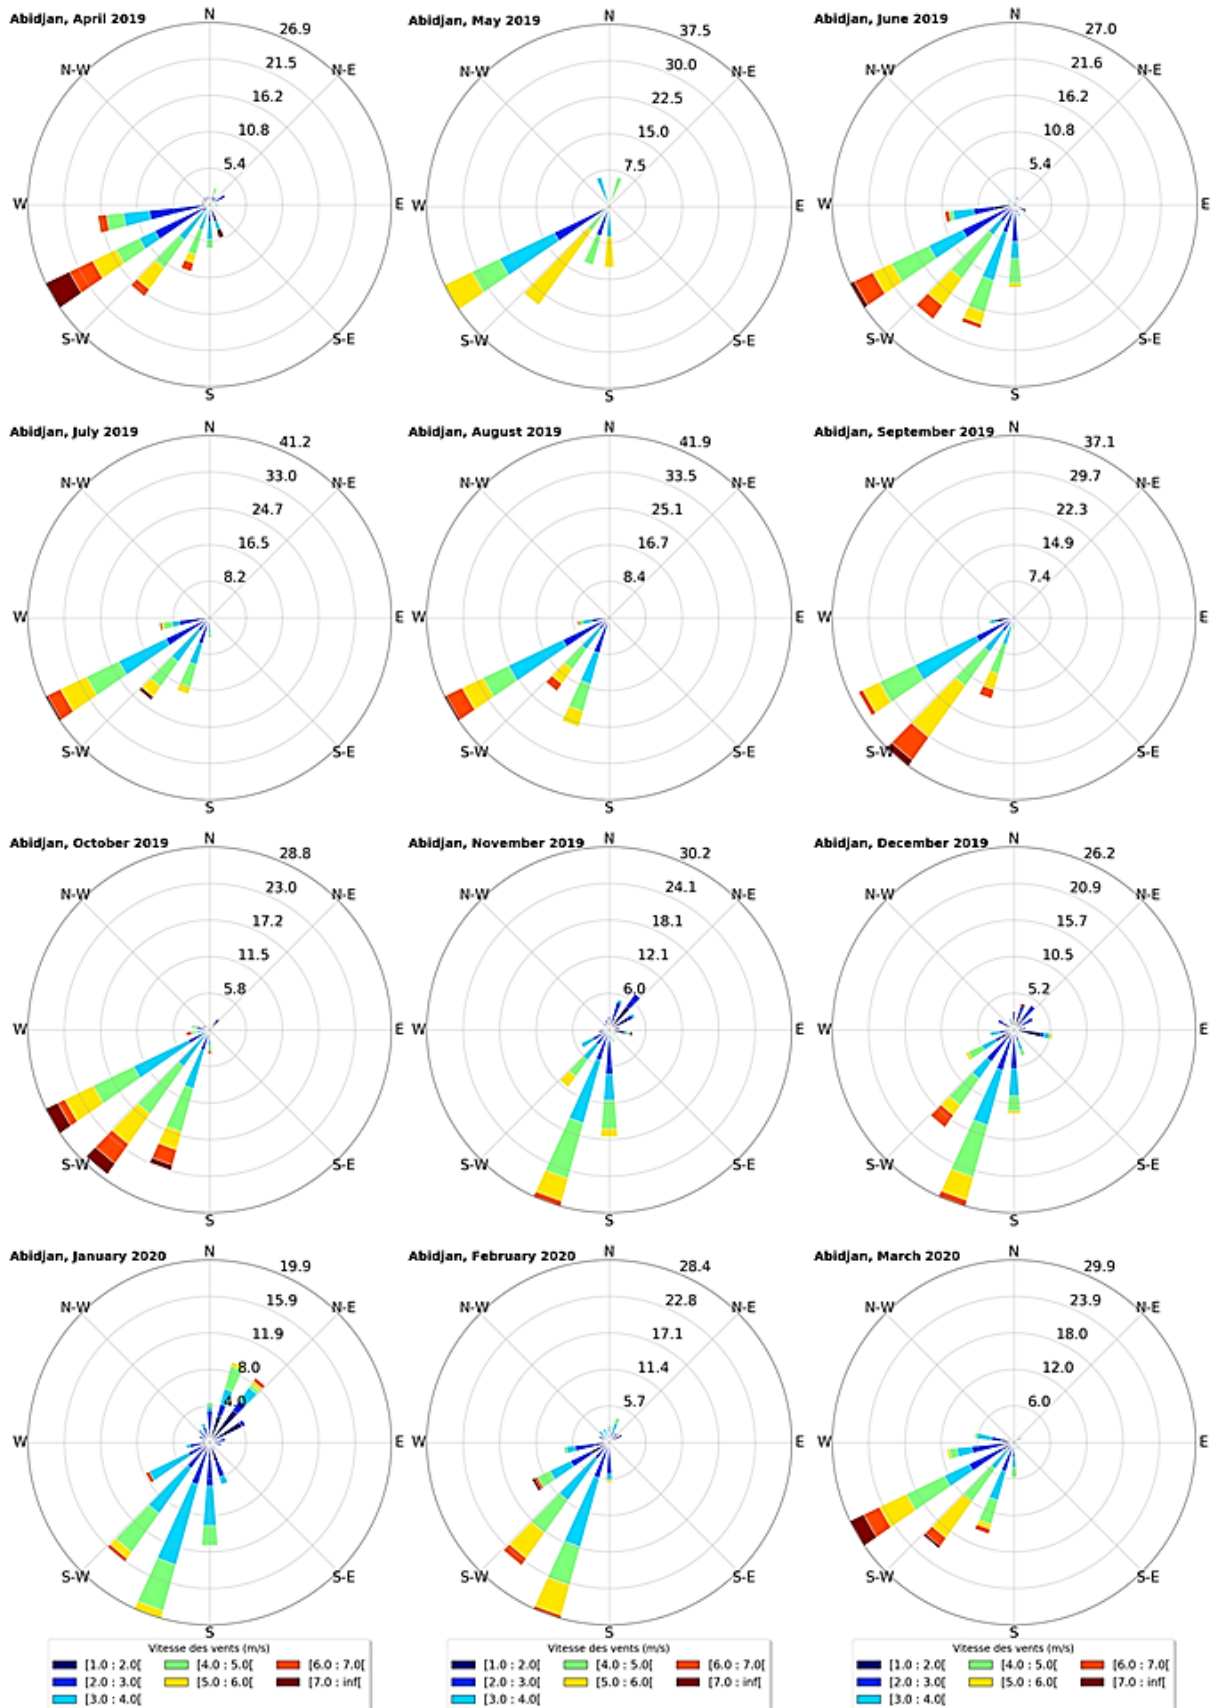 Abidjan, April 2019
N
26.9
N-W
21.5
N-E
16.2
10.8
5.4
W
E
S-W
S-E
S
Abidjan, May 2019
N
37.5
N-W
30.0
N-E
22.5
15.0
7.5
W
E
S-W
S-E
S
Abidjan, June 2019
N
27.0
N-W
21.6
N-E
16.2
10.8
5.4
W
E
S-W
S-E
S
Abidjan, July 2019
N
41.2
N-W
33.0
N-E
24.7
16.5
8.2
W
E
S-W
S-E
S
Abidjan, August 2019
N
41.9
N-W
33.5
N-E
25.1
16.7
8.4
W
E
S-W
S-E
S
Abidjan, September 2019
N
37.1
N-W
29.7
N-E
22.3
14.9
7.4
W
E
S-W
S-E
S
Abidjan, October 2019
N
28.8
N-W
23.0
N-E
17.2
11.5
5.8
W
E
S-W
S-E
S
Abidjan, November 2019
N
30.2
N-W
24.1
N-E
18.1
12.1
6.0
W
E
S-W
S-E
S
Abidjan, December 2019
N
26.2
N-W
20.9
N-E
15.7
10.5
5.2
W
E
S-W
S-E
S
Abidjan, January 2020
N
19.9
N-W
15.9
N-E
11.9
8.0
4.0
W
E
S-W
S-E
S
Abidjan, February 2020
N
28.4
N-W
22.8
N-E
17.1
11.4
5.7
W
E
S-W
S-E
S
Abidjan, March 2020
N
29.9
N-W
23.9
N-E
18.0
12.0
6.0
W
E
S-W
S-E
S
Vitesse des vents (m/s)
[1.0 : 2.0[ [4.0 : 5.0[ [6.0 : 7.0[
[2.0 : 3.0[ [5.0 : 6.0[ [7.0 : inf[
[3.0 : 4.0[
Vitesse des vents (m/s)
[1.0 : 2.0[ [4.0 : 5.0[ [6.0 : 7.0[
[2.0 : 3.0[ [5.0 : 6.0[ [7.0 : inf[
[3.0 : 4.0[
Vitesse des vents (m/s)
[1.0 : 2.0[ [4.0 : 5.0[ [6.0 : 7.0[
[2.0 : 3.0[ [5.0 : 6.0[ [7.0 : inf[
[3.0 : 4.0[